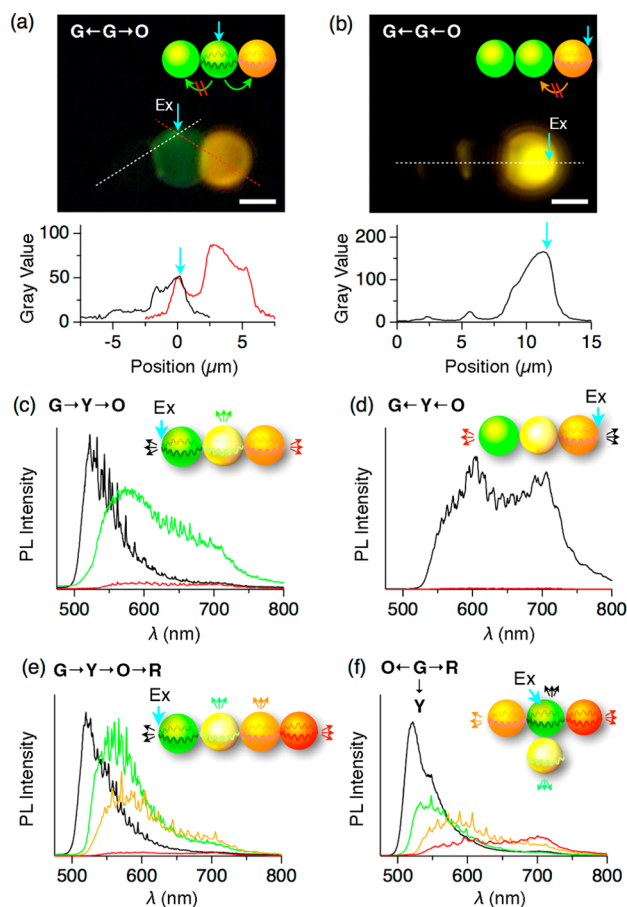 (a)
G←G→O
Ex
100
50
0
Gray Value
-5
0
5
Position (µm)
(b)
G←G←O
Ex
200
100
0
Gray Value
0
5
10
15
Position (µm)
(c)
G→Y→O
Ex
PL Intensity
500
600
700
800
λ (nm)
(d)
G←Y←O
Ex
PL Intensity
500
600
700
800
λ (nm)
(e)
G→Y→O→R
Ex
PL Intensity
500
600
700
800
λ (nm)
(f)
O←G→R
↓
Y
Ex
PL Intensity
500
600
700
800
λ (nm)